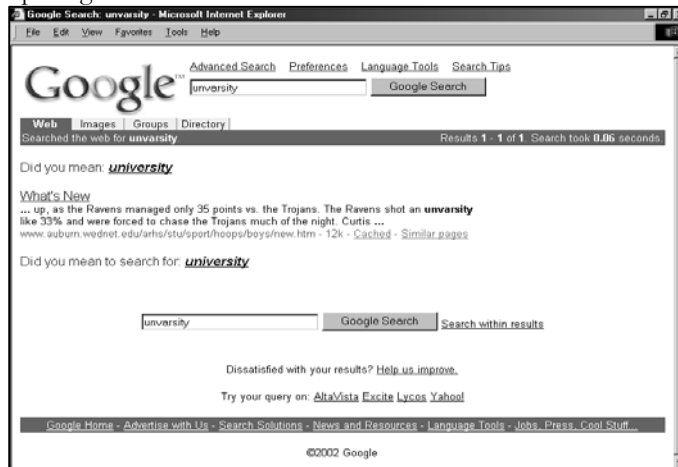 Google Search: unvarsity - Microsoft Internet Explorer
File Edit View Favorites Tools Help
Google™
Advanced Search Preferences Language Tools Search Tips
unvarsity Google Search
Web Images Groups Directory
Searched the web for unvarsity Results 1 - 1 of 1. Search took 0.06 seconds.
Did you mean: university
What's New
... up, as the Ravens managed only 35 points vs. the Trojans. The Ravens shot an unvarsity
like 33% and were forced to chase the Trojans much of the night. Curtis ...
www.auburn.wednet.edu/arhs/stu/sport/hoops/boys/new.htm - 12k - Cached - Similar pages
Did you mean to search for: university
unvarsity Google Search Search within results
Dissatisfied with your results? Help us improve.
Try your query on: AltaVista Excite Lycos Yahoo!
Google Home - Advertise with Us - Search Solutions - News and Resources - Language Tools - Jobs, Press, Cool Stuff...
©2002 Google